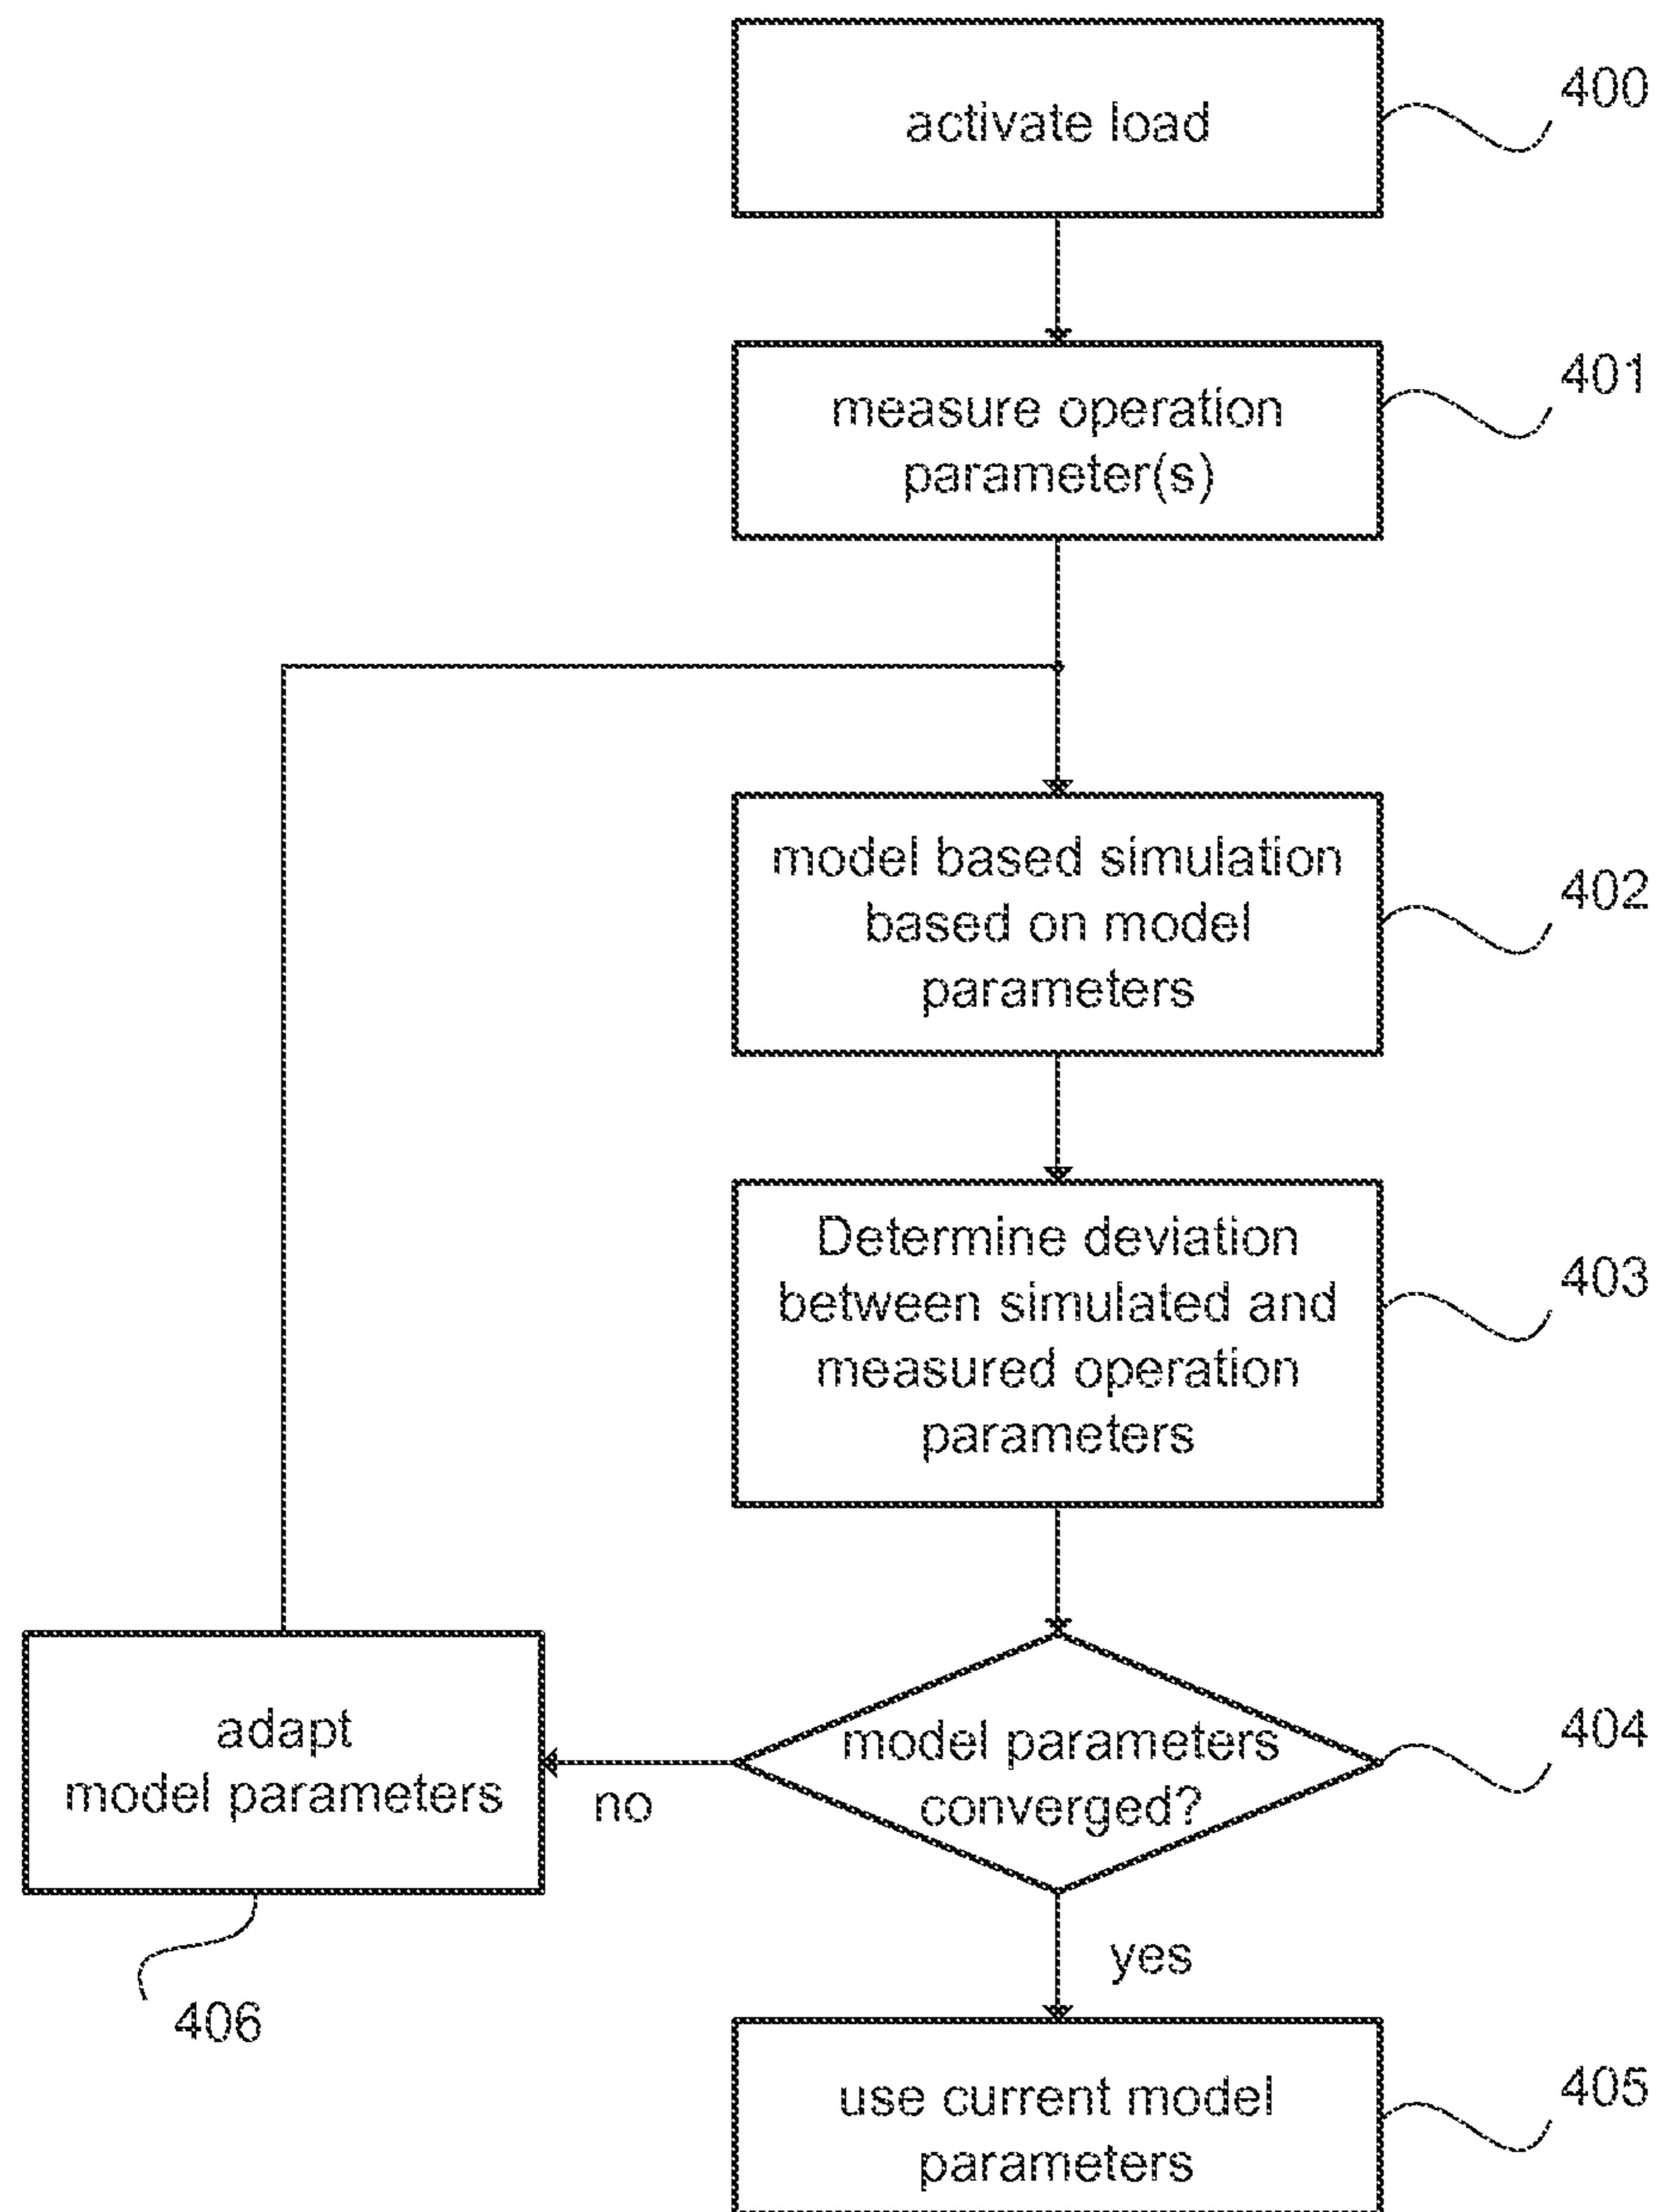 activate load
400
measure operation
parameter(s)
401
model based simulation
based on model
parameters
402
Determine deviation
between simulated and
measured operation
parameters
403
model parameters
converged?
404
no
adapt
model parameters
406
yes
use current model
parameters
405